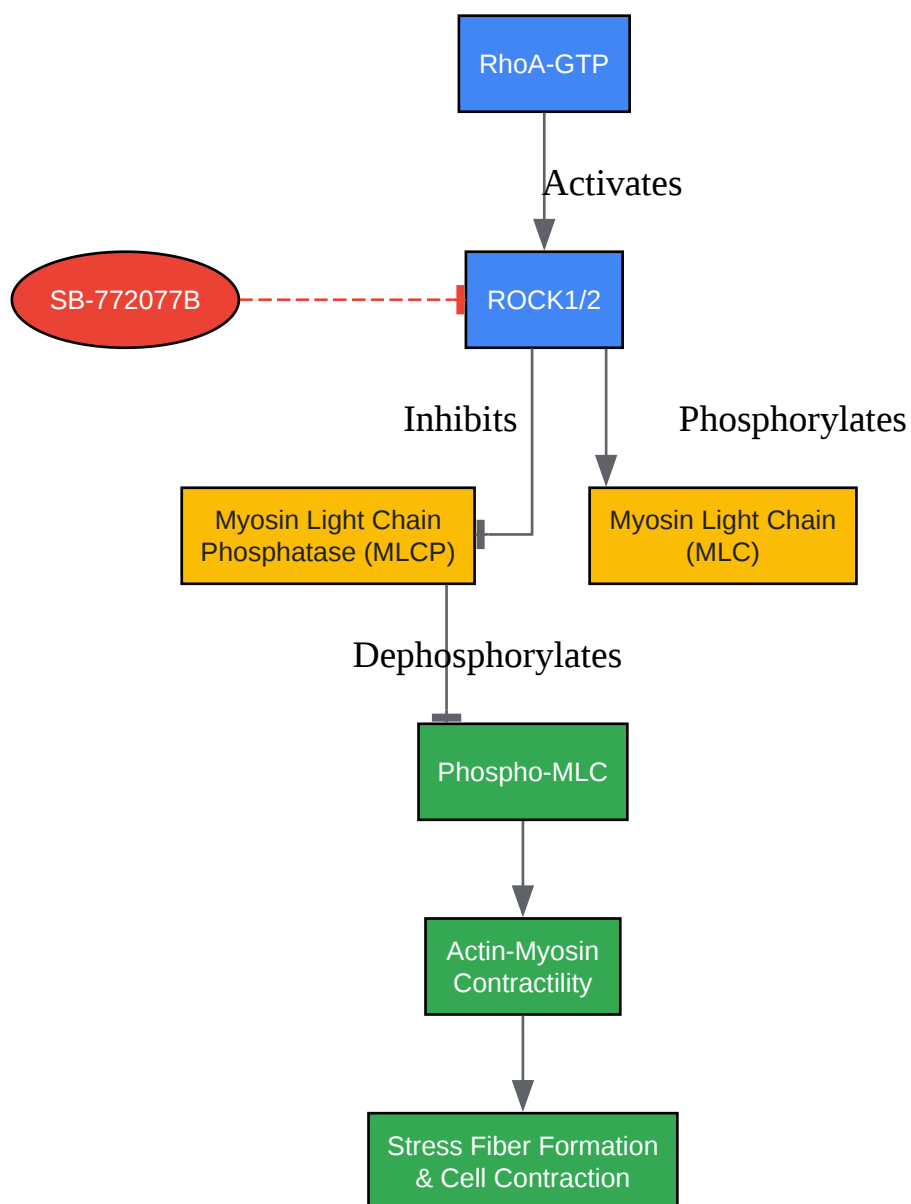 RhoA-GTP
Activates
SB-772077B
ROCK1/2
Inhibits
Phosphorylates
Myosin Light Chain
Phosphatase (MLCP)
Myosin Light Chain
(MLC)
Dephosphorylates
Phospho-MLC
Actin-Myosin
Contractility
Stress Fiber Formation
& Cell Contraction